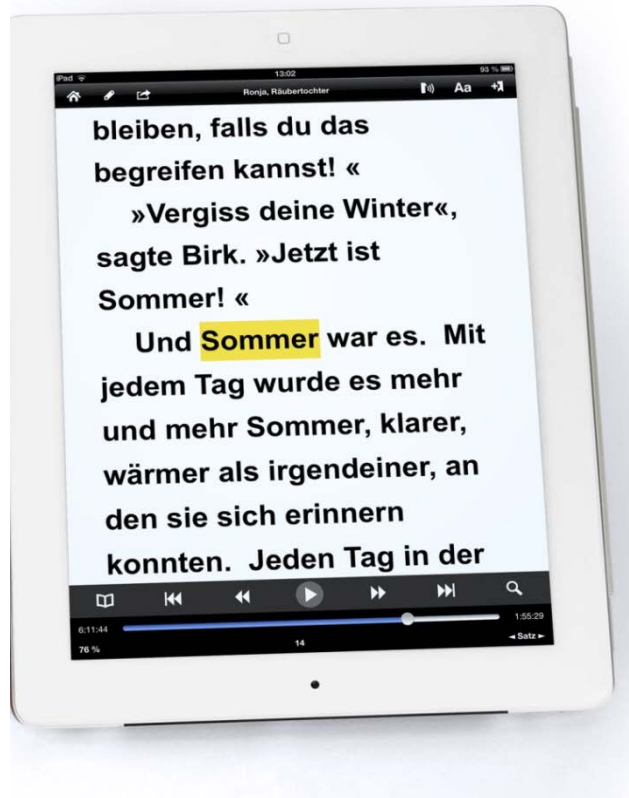 iPad 13:02 93 %
Ronja, Räubertochter Aa
bleiben, falls du das
begreifen kannst! «
»Vergiss deine Winter«,
sagte Birk. »Jetzt ist
Sommer! «
Und Sommer war es. Mit
jedem Tag wurde es mehr
und mehr Sommer, klarer,
wärmer als irgendeiner, an
den sie sich erinnern
konnten. Jeden Tag in der
6:11:44 1:55:29
76 % 14 ◄ Satz ►